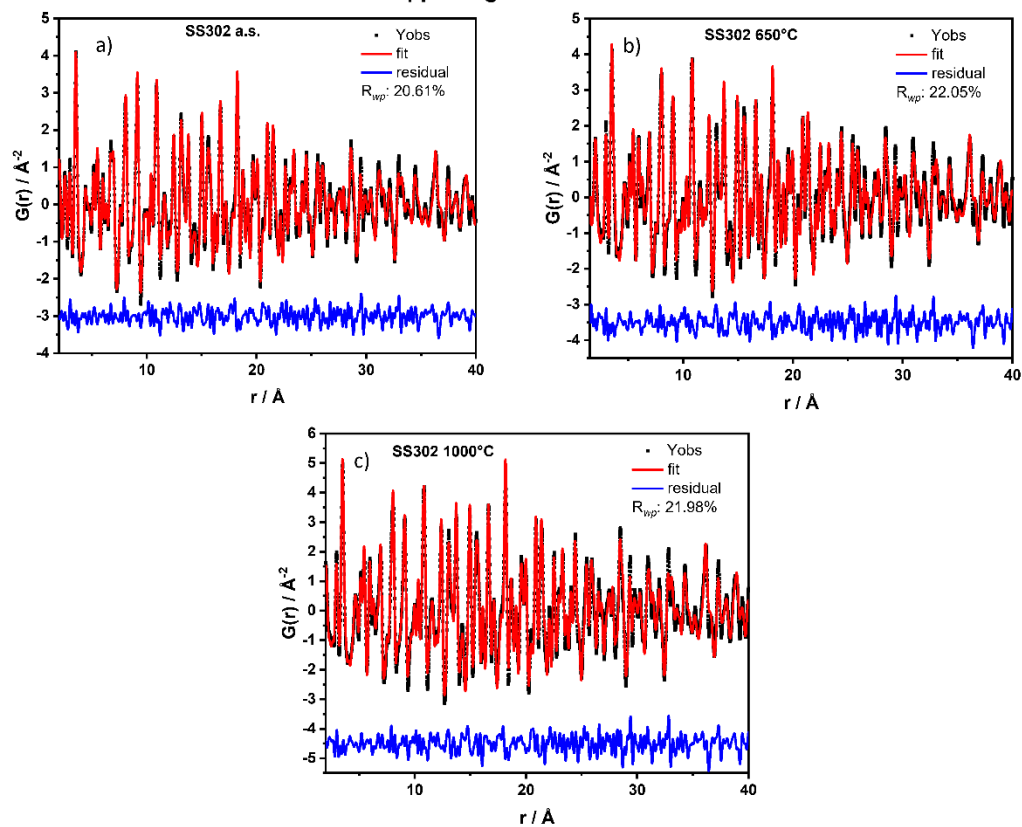 a)
SS302 a.s.
Yobs
fit
residual
Rwp: 20.61%
5
4
3
2
1
0
-1
-2
-3
-4
G(r) / Å-2
10
20
30
40
r / Å
b)
SS302 650°C
Yobs
fit
residual
Rwp: 22.05%
5
4
3
2
1
0
-1
-2
-3
-4
G(r) / Å-2
10
20
30
40
r / Å
c)
SS302 1000°C
Yobs
fit
residual
Rwp: 21.98%
6
5
4
3
2
1
0
-1
-2
-3
-4
-5
G(r) / Å-2
10
20
30
40
r / Å